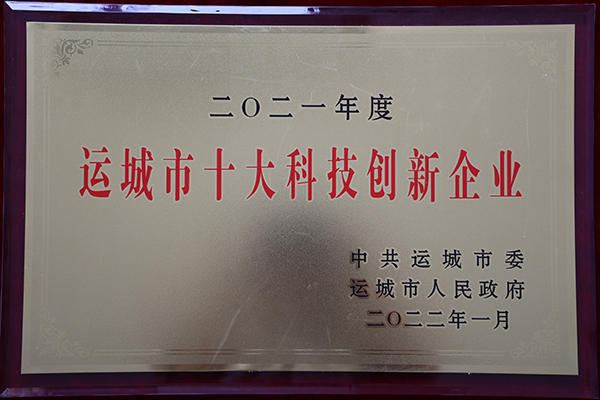 二〇二一年度
运城市十大科技创新企业
中共运城市委
运城市人民政府
二〇二二年一月